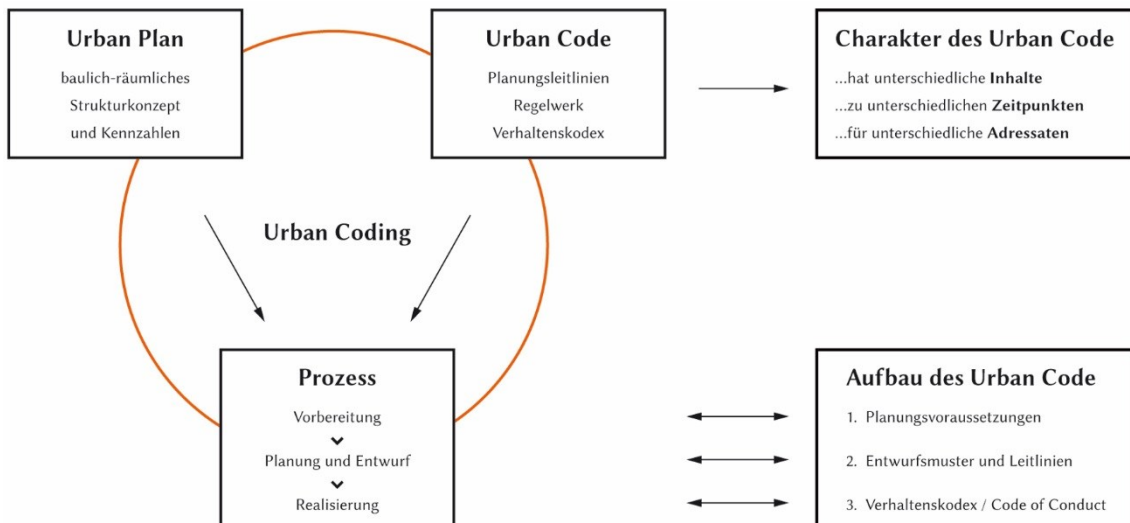 Urban Plan
baulich-räumliches
Strukturkonzept
und Kennzahlen
Urban Code
Planungsleitlinien
Regelwerk
Verhaltenskodex
Charakter des Urban Code
...hat unterschiedliche Inhalte
...zu unterschiedlichen Zeitpunkten
...für unterschiedliche Adressaten
Urban Coding
Prozess
Vorbereitung
Planung und Entwurf
Realisierung
Aufbau des Urban Code
1. Planungsvoraussetzungen
2. Entwurfsmuster und Leitlinien
3. Verhaltenskodex / Code of Conduct